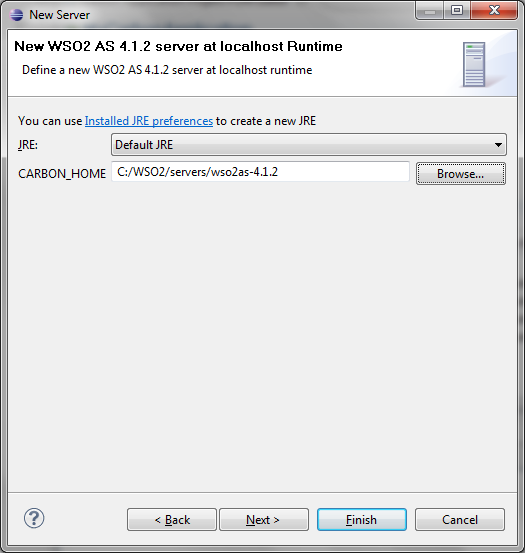 New Server
New WSO2 AS 4.1.2 server at localhost Runtime
Define a new WSO2 AS 4.1.2 server at localhost runtime
You can use Installed JRE preferences to create a new JRE
JRE: Default JRE
CARBON_HOME C:/WSO2/servers/wso2as-4.1.2 Browse...
? < Back Next > Finish Cancel